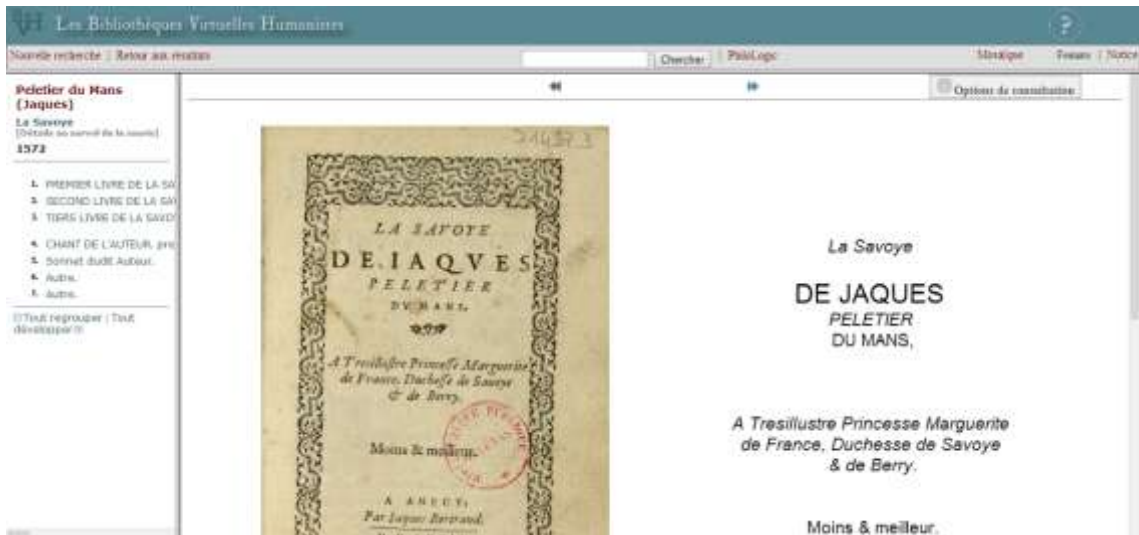 Les Bibliothèques Virtuelles Humanistes
?
Nouvelle recherche | Retour aux résultats
Chercher
PhiloLogic
Mosaïque
Notice
Peletier du Mans
(Jaques)
La Savoye
1572
Options de consultation
1. PREMIER LIVRE DE LA SA
2. SECOND LIVRE DE LA SA
3. TIERS LIVRE DE LA SAVO
4. CHANT DE L'AUTEUR.
5. Sonnet dudit Auteur.
6. Autre.
7. Autre.
Tout regrouper | Tout
développer
LA SAVOYE
DE IAQVES
PELETIER
DV MANS,
A Tresillustre Princesse Marguerite
de France, Duchesse de Sauoye
& de Berry.
Moins & meilleur.
A ANECY,
Par Iaques Bertrand.
La Savoye
DE JAQUES
PELETIER
DU MANS,
A Tresillustre Princesse Marguerite
de France, Duchesse de Savoye
& de Berry.
Moins & meilleur.